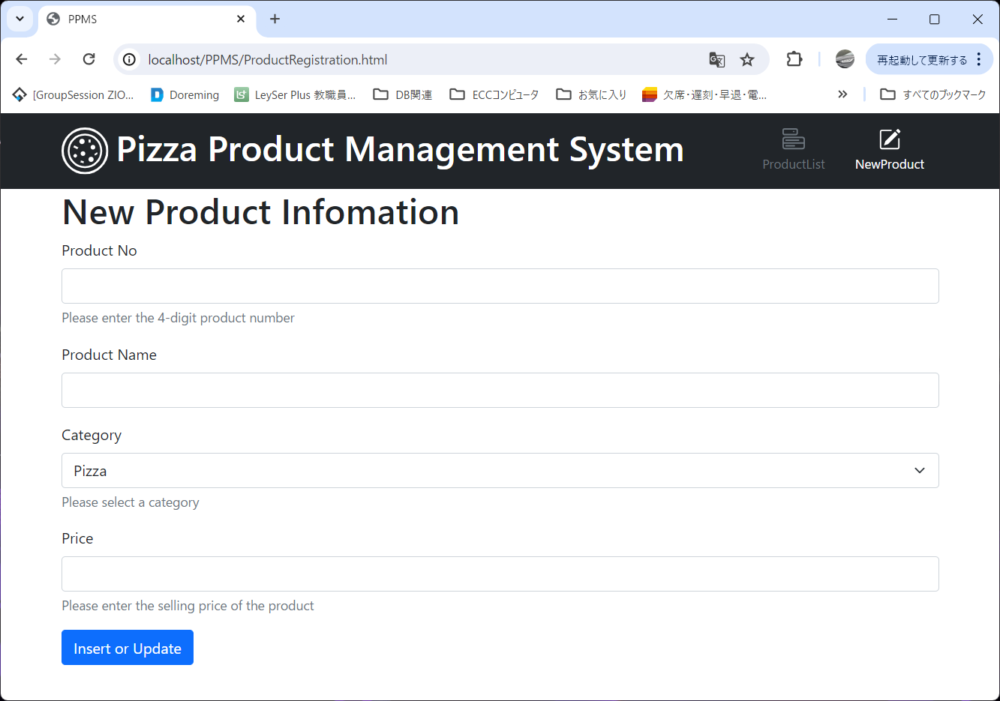 PPMS
localhost/PPMS/ProductRegistration.html
再起動して更新する
[GroupSession ZIO...
Doreming
LeySer Plus 教職員...
DB関連
ECCコンピュータ
お気に入り
欠席・遅刻・早退・電...
すべてのブックマーク
Pizza Product Management System
ProductList
NewProduct
New Product Infomation
Product No
Please enter the 4-digit product number
Product Name
Category
Pizza
Please select a category
Price
Please enter the selling price of the product
Insert or Update